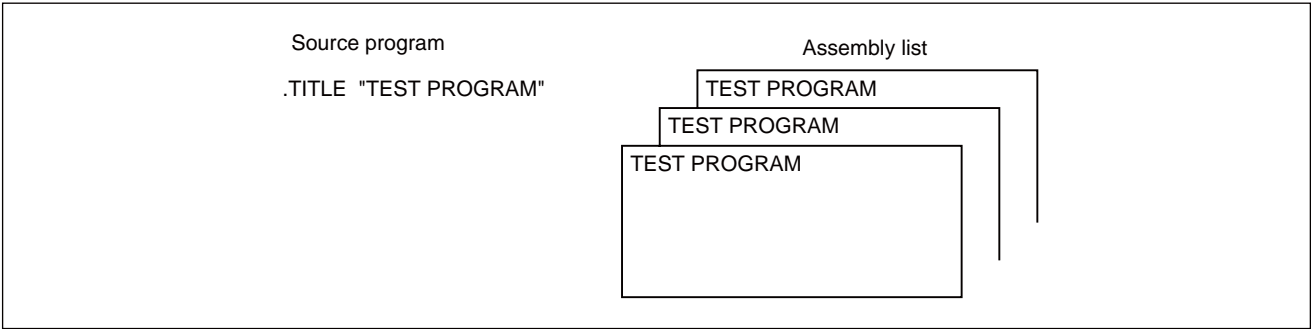 Source program
.TITLE "TEST PROGRAM"
Assembly list
TEST PROGRAM
TEST PROGRAM
TEST PROGRAM